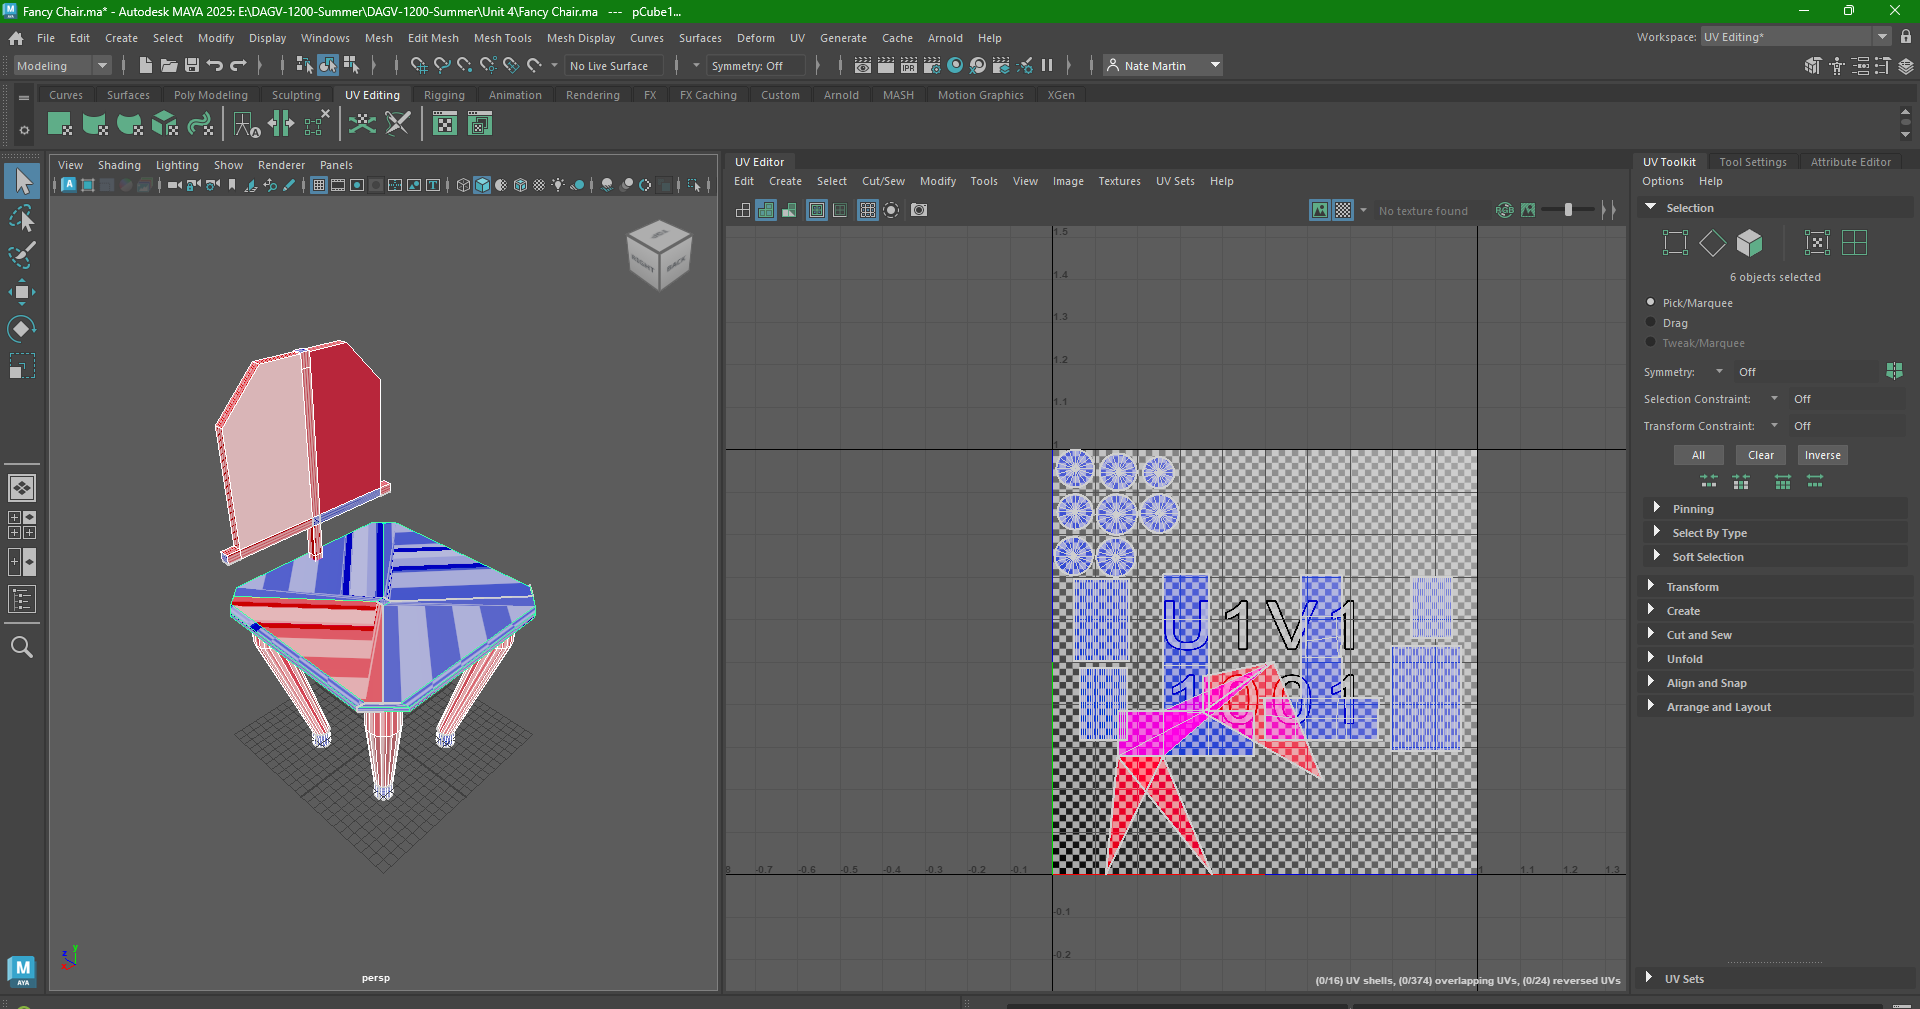 Fancy Chair.ma* - Autodesk MAYA 2025: E:\DAGV-1200-Summer\DAGV-1200-Summer\Unit 4\Fancy Chair.ma --- pCube1...
File Edit Create Select Modify Display Windows Mesh Edit Mesh Mesh Tools Mesh Display Curves Surfaces Deform UV Generate Cache Arnold Help
Workspace: UV Editing*
Modeling
No Live Surface
Symmetry: Off
IPR
Nate Martin
Curves Surfaces Poly Modeling Sculpting UV Editing Rigging Animation Rendering FX FX Caching Custom Arnold MASH Motion Graphics XGen
View Shading Lighting Show Renderer Panels
RIGHT BACK
persp
UV Editor
Edit Create Select Cut/Sew Modify Tools View Image Textures UV Sets Help
No texture found
RGB
1.5
1.4
1.3
1.2
1.1
1
U1V1
1001
-0.7 -0.6 -0.5 -0.4 -0.3 -0.2 -0.1 1 1.1 1.2 1.3
-0.1
-0.2
(0/16) UV shells, (0/374) overlapping UVs, (0/24) reversed UVs
UV Toolkit Tool Settings Attribute Editor
Options Help
Selection
6 objects selected
Pick/Marquee
Drag
Tweak/Marquee
Symmetry: Off
Selection Constraint: Off
Transform Constraint: Off
All Clear Inverse
Pinning
Select By Type
Soft Selection
Transform
Create
Cut and Sew
Unfold
Align and Snap
Arrange and Layout
UV Sets
M
AYA
z y x